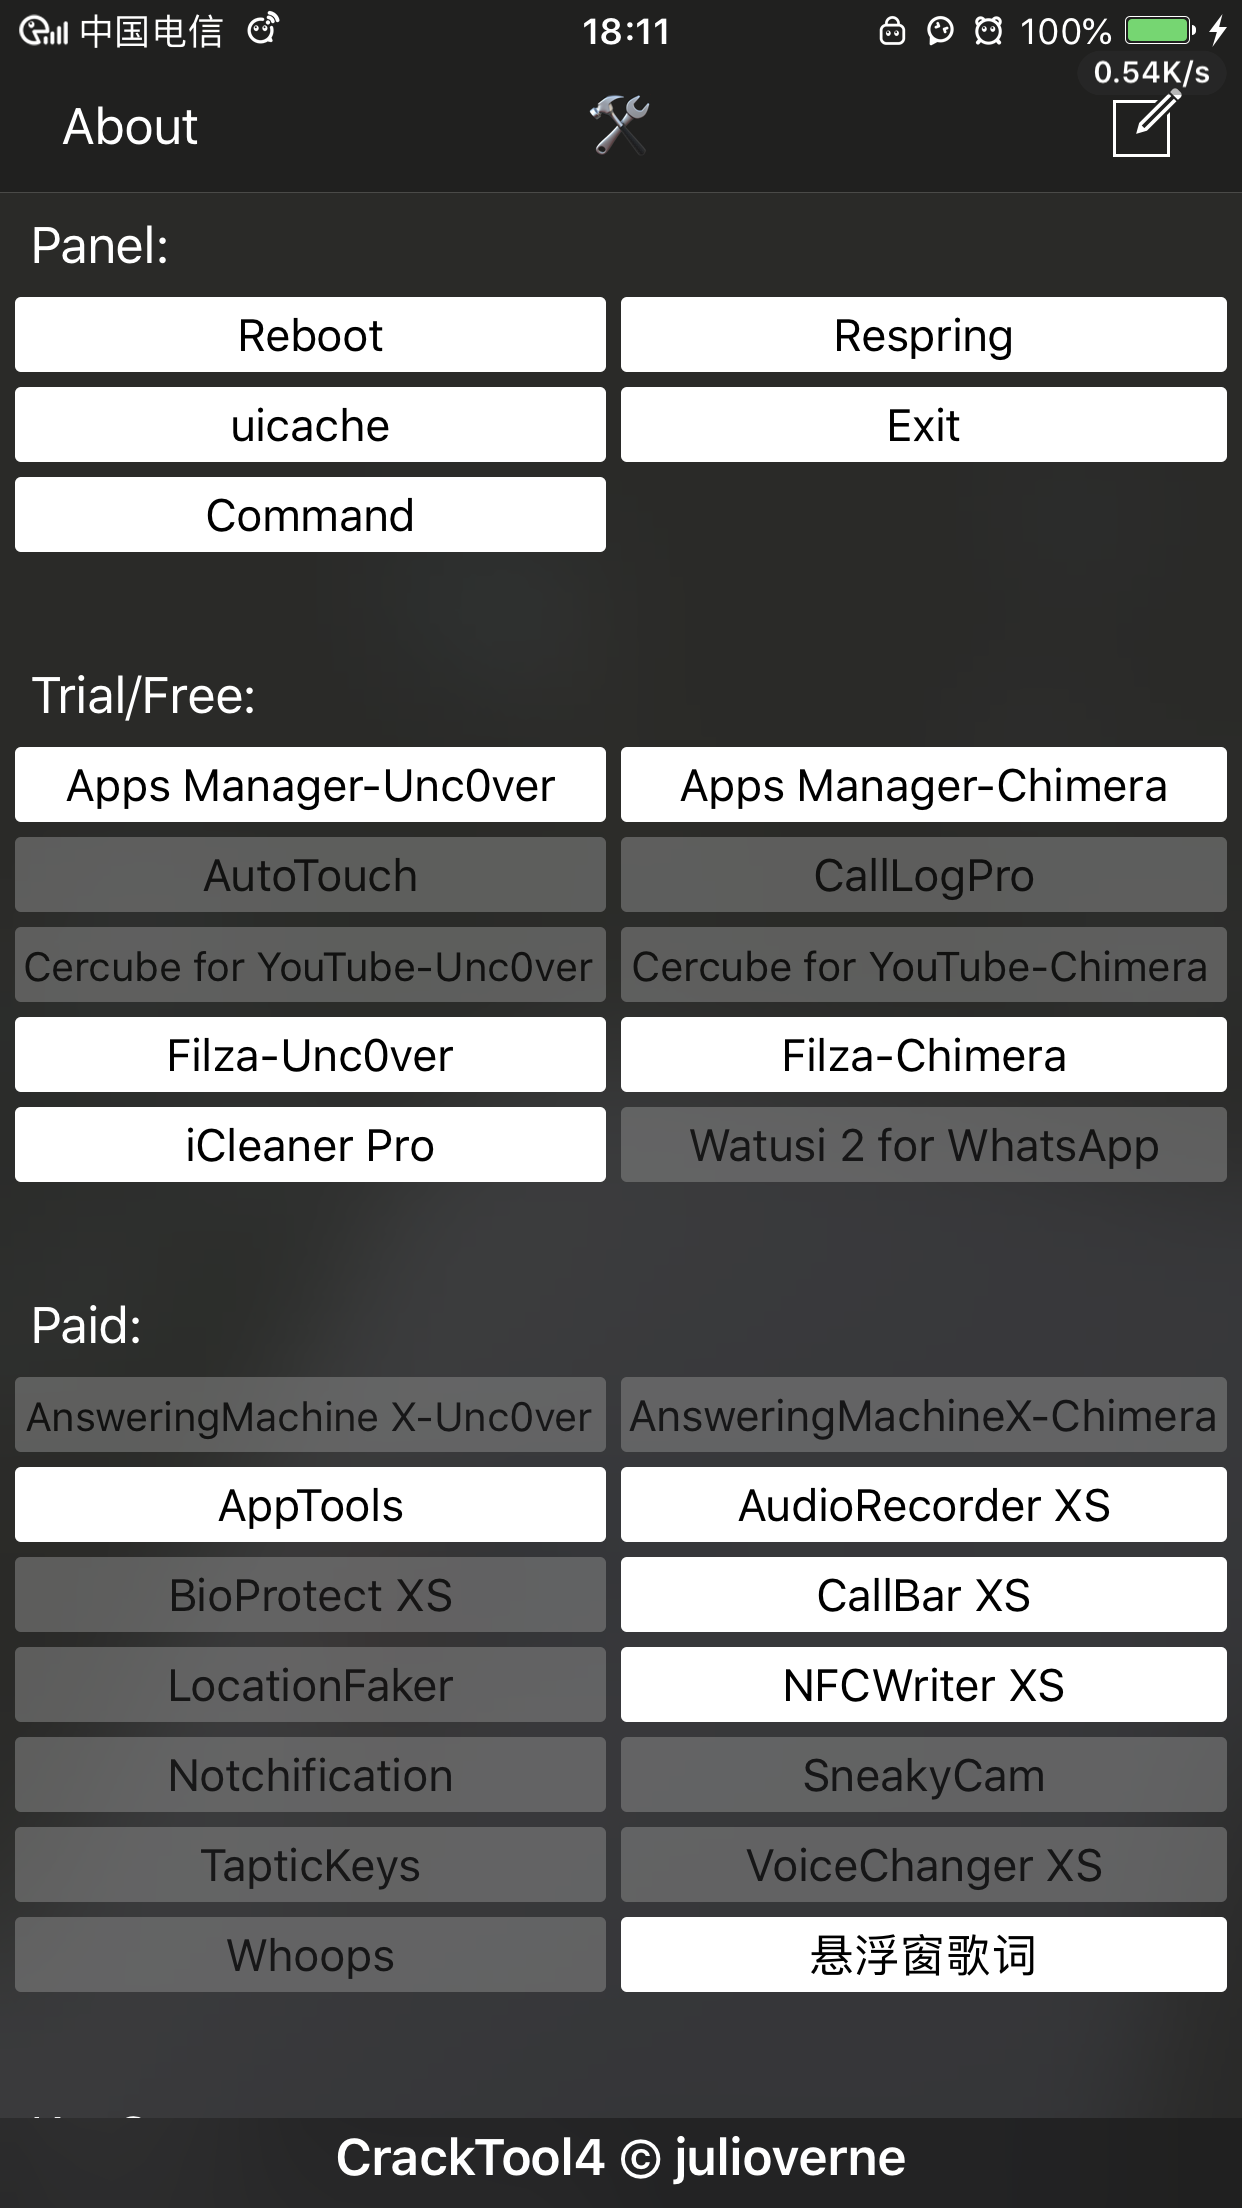 中国电信 18:11 100%
0.54K/s
About
Panel:
Reboot Respring
uicache Exit
Command
Trial/Free:
Apps Manager-Unc0ver Apps Manager-Chimera
AutoTouch CallLogPro
Cercube for YouTube-Unc0ver Cercube for YouTube-Chimera
Filza-Unc0ver Filza-Chimera
iCleaner Pro Watusi 2 for WhatsApp
Paid:
AnsweringMachine X-Unc0ver AnsweringMachineX-Chimera
AppTools AudioRecorder XS
BioProtect XS CallBar XS
LocationFaker NFCWriter XS
Notchification SneakyCam
TapticKeys VoiceChanger XS
Whoops 悬浮窗歌词
CrackTool4 © julioverne